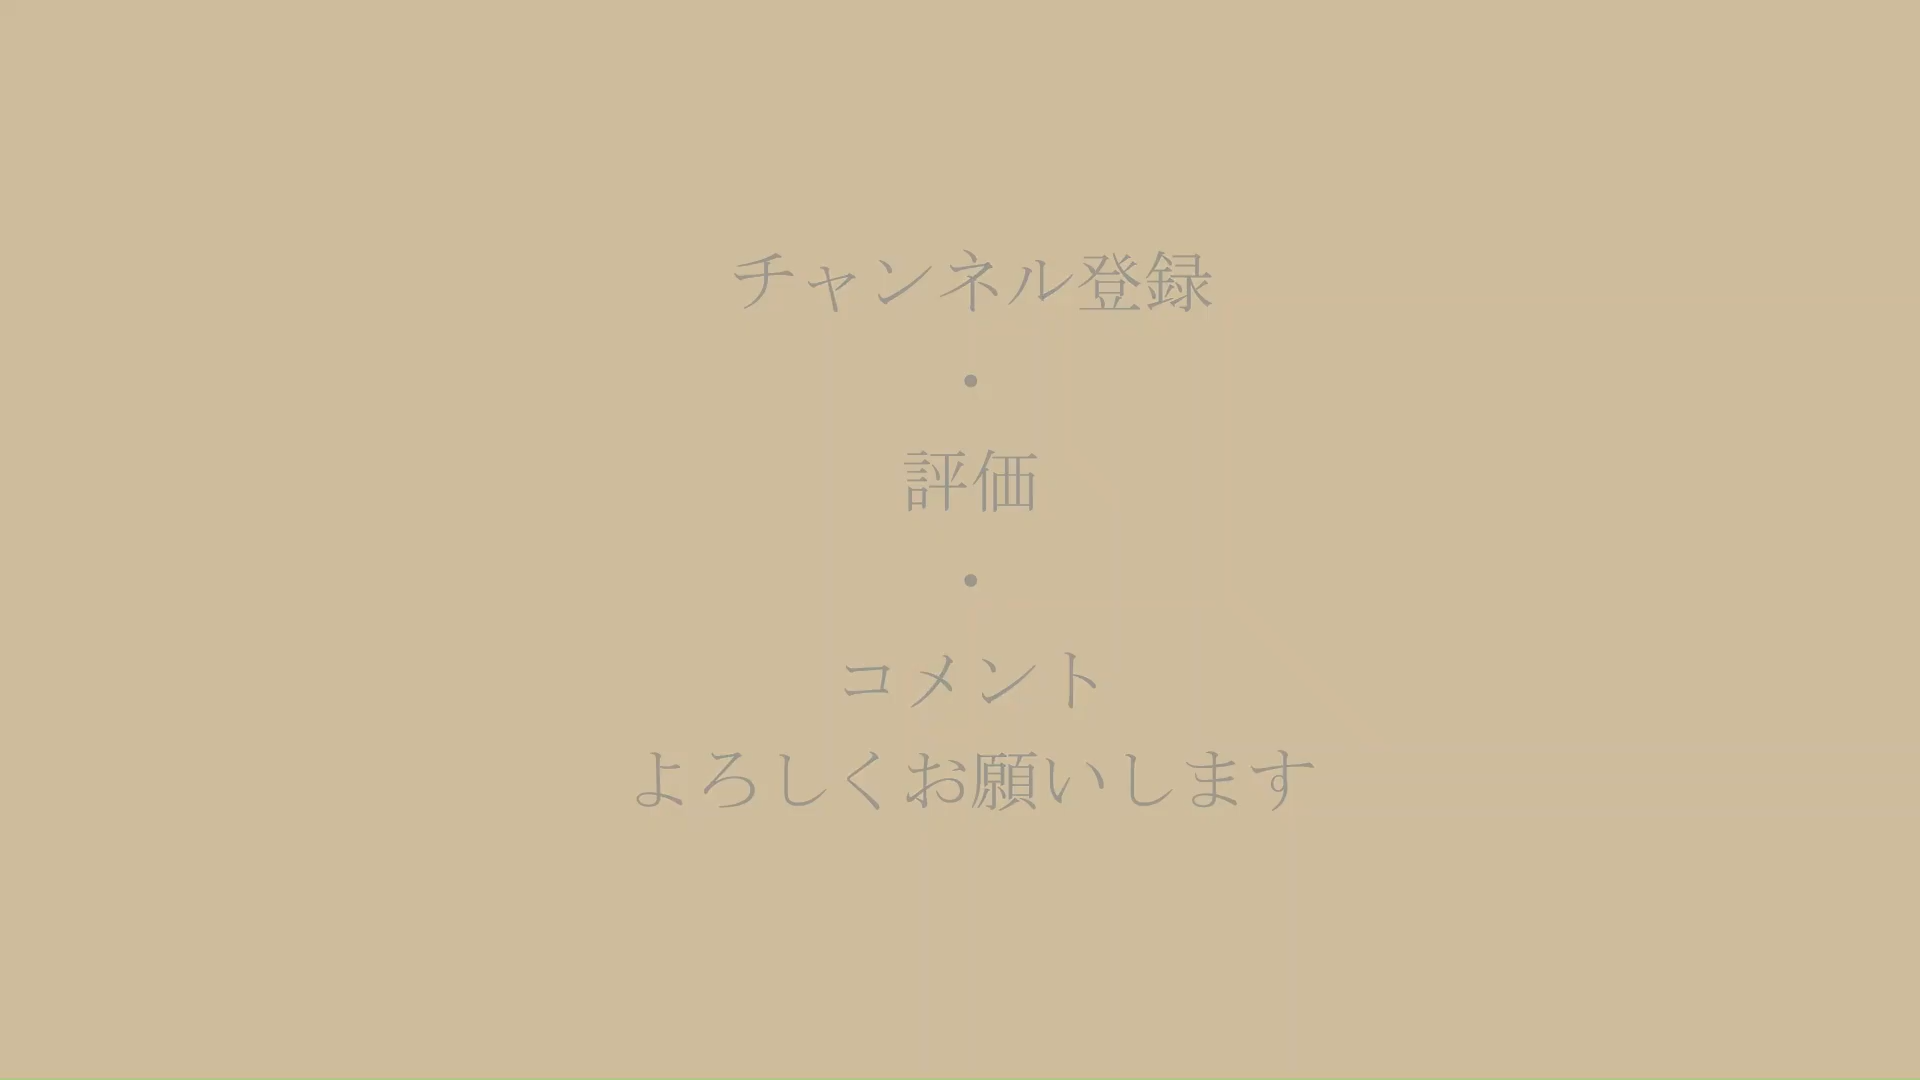 チャンネル登録
・
評価
・
コメント
よろしくお願いします